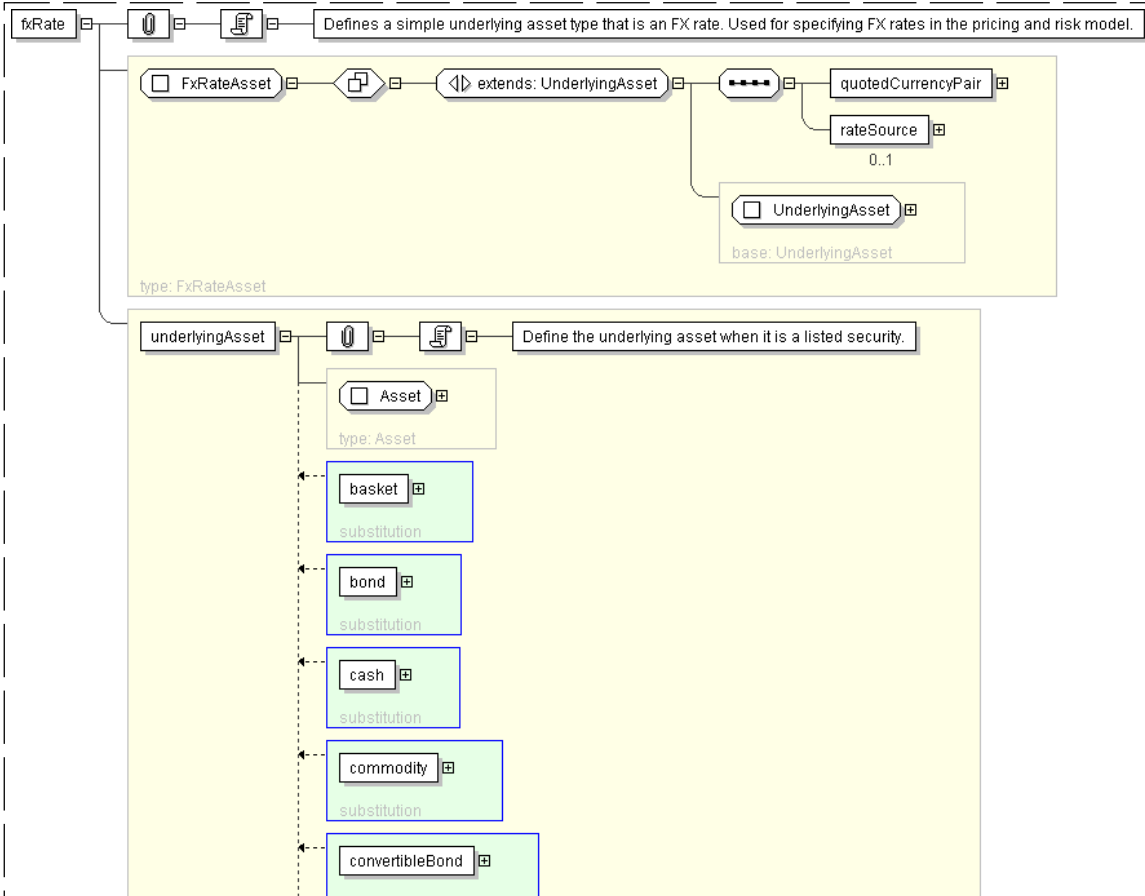 fxRate
Defines a simple underlying asset type that is an FX rate. Used for specifying FX rates in the pricing and risk model.
FxRateAsset
extends: UnderlyingAsset
quotedCurrencyPair
rateSource
0..1
UnderlyingAsset
base: UnderlyingAsset
type: FxRateAsset
underlyingAsset
Define the underlying asset when it is a listed security.
Asset
type: Asset
basket
substitution
bond
substitution
cash
substitution
commodity
substitution
convertibleBond